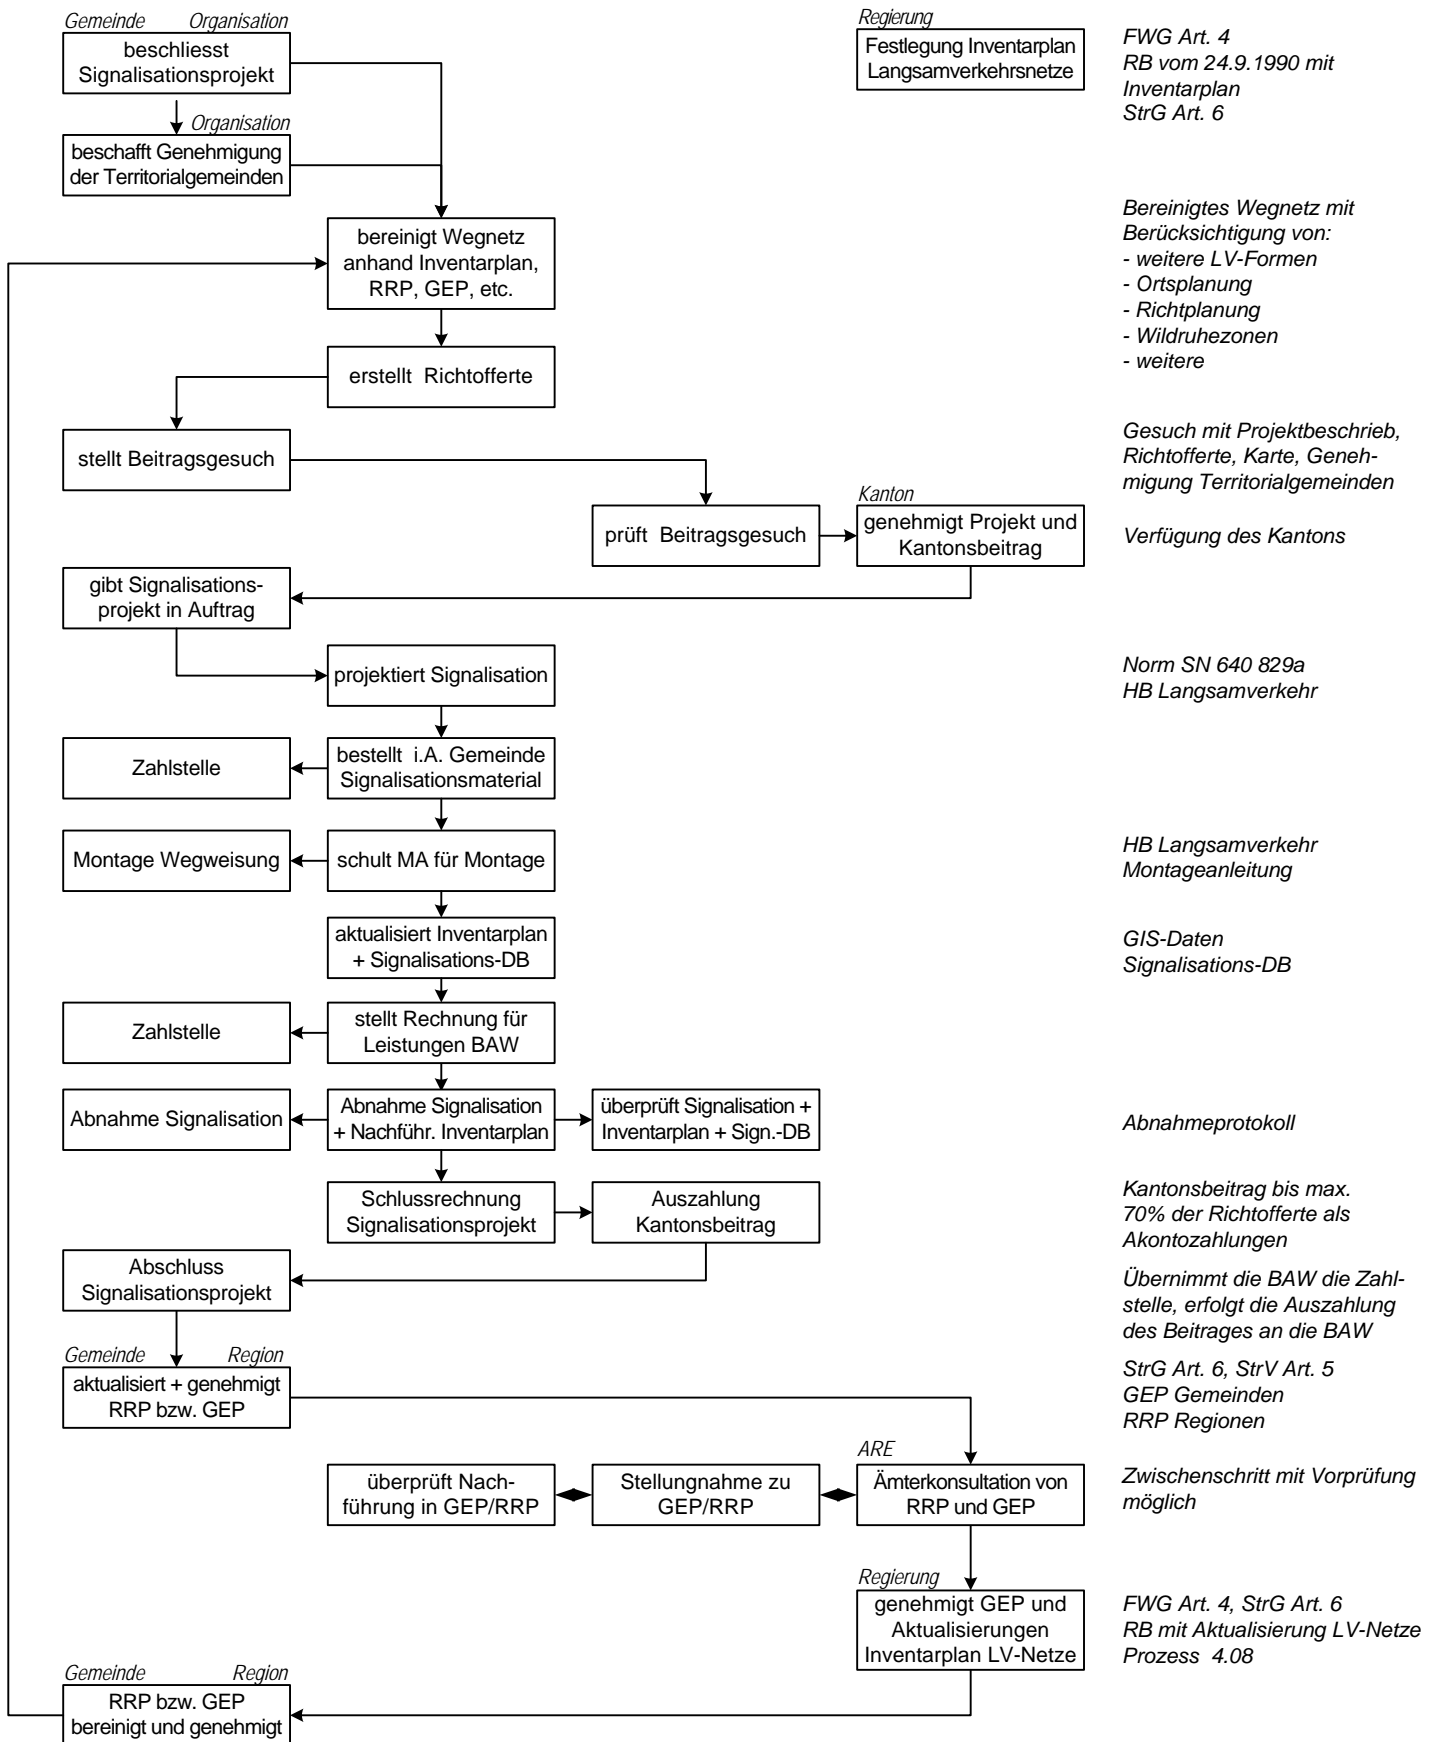 Gemeinde Organisation
beschliesst
Signalisationsprojekt
Regierung
Festlegung Inventarplan
Langsamverkehrsnetze
FWG Art. 4
RB vom 24.9.1990 mit
Inventarplan
StrG Art. 6
Organisation
beschafft Genehmigung
der Territorialgemeinden
bereinigt Wegnetz
anhand Inventarplan,
RRP, GEP, etc.
Bereinigtes Wegnetz mit
Berücksichtigung von:
- weitere LV-Formen
- Ortsplanung
- Richtplanung
- Wildruhezonen
- weitere
erstellt Richtofferte
stellt Beitragsgesuch
Gesuch mit Projektbeschrieb,
Richtofferte, Karte, Geneh-
migung Territorialgemeinden
prüft Beitragsgesuch
Kanton
genehmigt Projekt und
Kantonsbeitrag
Verfügung des Kantons
gibt Signalisations-
projekt in Auftrag
projektiert Signalisation
Norm SN 640 829a
HB Langsamverkehr
Zahlstelle
bestellt i.A. Gemeinde
Signalisationsmaterial
Montage Wegweisung
schult MA für Montage
HB Langsamverkehr
Montageanleitung
aktualisiert Inventarplan
+ Signalisations-DB
GIS-Daten
Signalisations-DB
Zahlstelle
stellt Rechnung für
Leistungen BAW
Abnahme Signalisation
Abnahme Signalisation
+ Nachführ. Inventarplan
überprüft Signalisation +
Inventarplan + Sign.-DB
Abnahmeprotokoll
Schlussrechnung
Signalisationsprojekt
Auszahlung
Kantonsbeitrag
Kantonsbeitrag bis max.
70% der Richtofferte als
Akontozahlungen
Abschluss
Signalisationsprojekt
Übernimmt die BAW die Zahl-
stelle, erfolgt die Auszahlung
des Beitrages an die BAW
Gemeinde Region
aktualisiert + genehmigt
RRP bzw. GEP
StrG Art. 6, StrV Art. 5
GEP Gemeinden
RRP Regionen
überprüft Nach-
führung in GEP/RRP
Stellungnahme zu
GEP/RRP
ARE
Ämterkonsultation von
RRP und GEP
Zwischenschritt mit Vorprüfung
möglich
Regierung
genehmigt GEP und
Aktualisierungen
Inventarplan LV-Netze
FWG Art. 4, StrG Art. 6
RB mit Aktualisierung LV-Netze
Prozess 4.08
Gemeinde Region
RRP bzw. GEP
bereinigt und genehmigt